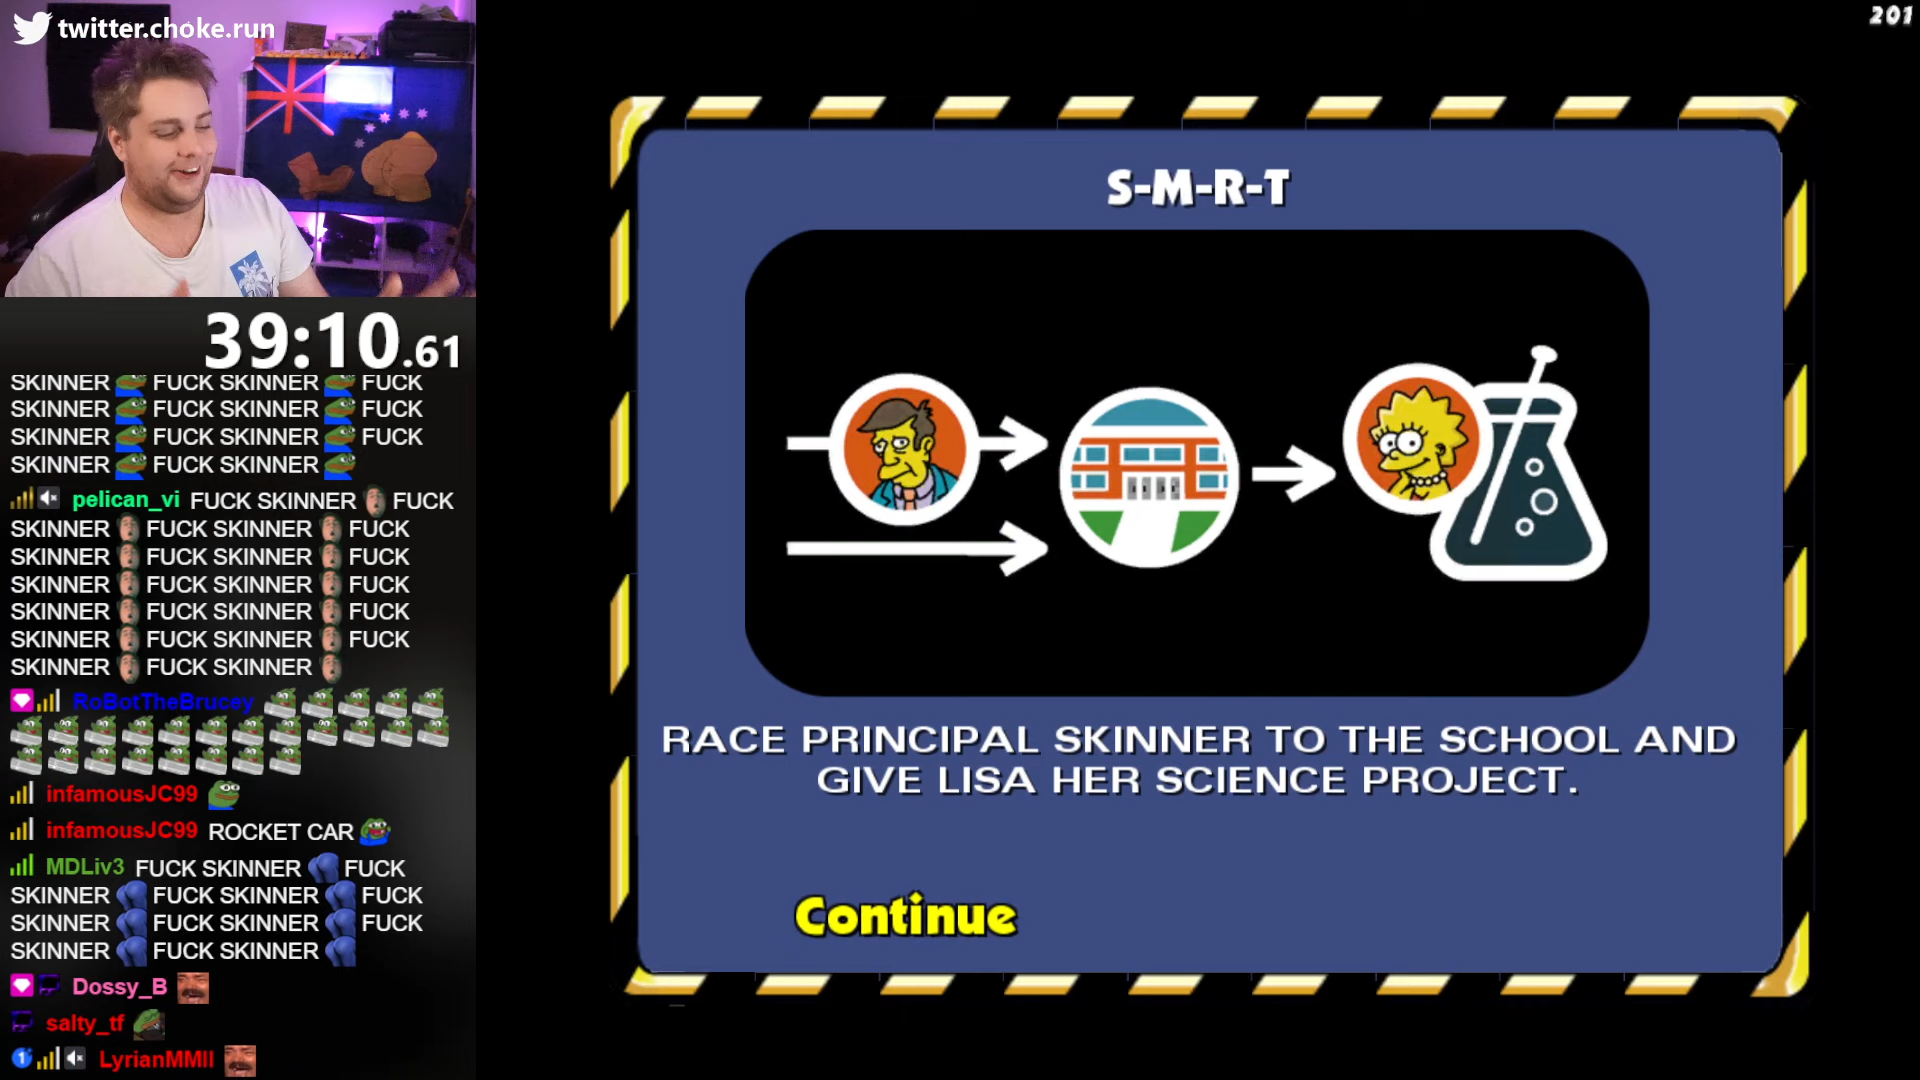 twitter.choke.run
201
39:10.61
SKINNER FUCK SKINNER FUCK
SKINNER FUCK SKINNER FUCK
SKINNER FUCK SKINNER FUCK
SKINNER FUCK SKINNER
pelican_vi FUCK SKINNER FUCK
SKINNER FUCK SKINNER FUCK
SKINNER FUCK SKINNER FUCK
SKINNER FUCK SKINNER FUCK
SKINNER FUCK SKINNER FUCK
SKINNER FUCK SKINNER FUCK
SKINNER FUCK SKINNER
RoBotTheBrucey
infamousJC99
infamousJC99 ROCKET CAR
MDLiv3 FUCK SKINNER FUCK
SKINNER FUCK SKINNER FUCK
SKINNER FUCK SKINNER FUCK
SKINNER FUCK SKINNER
Dossy_B
salty_tf
1 LyrianMMII
S-M-R-T
RACE PRINCIPAL SKINNER TO THE SCHOOL AND
GIVE LISA HER SCIENCE PROJECT.
Continue